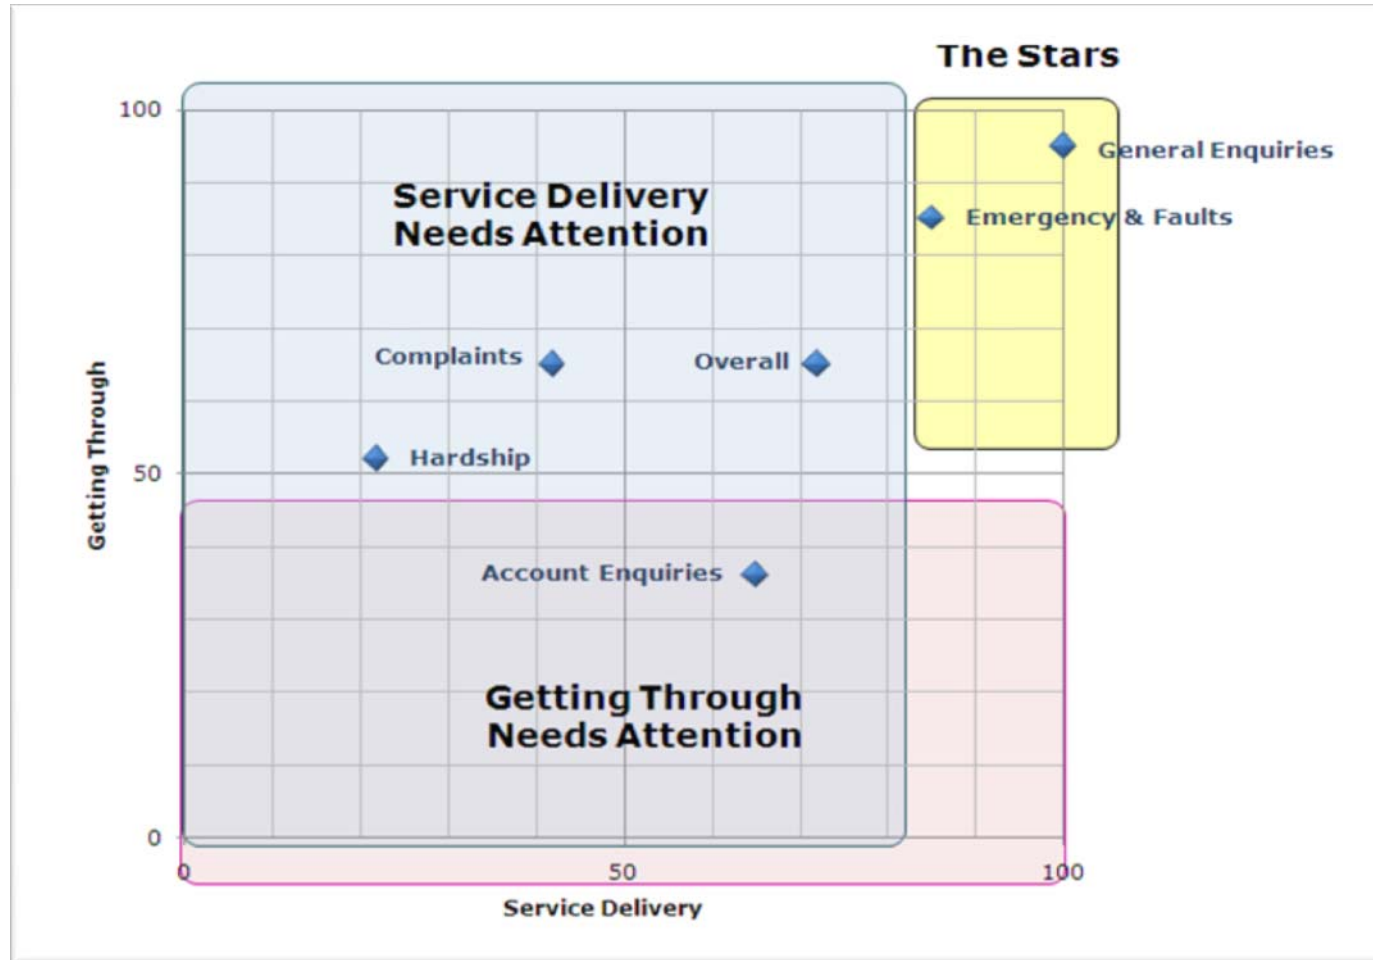 The Stars
100
General Enquiries
Service Delivery
Needs Attention
Emergency & Faults
Complaints
Overall
Hardship
50
Getting Through
Account Enquiries
Getting Through
Needs Attention
0
0
50
100
Service Delivery